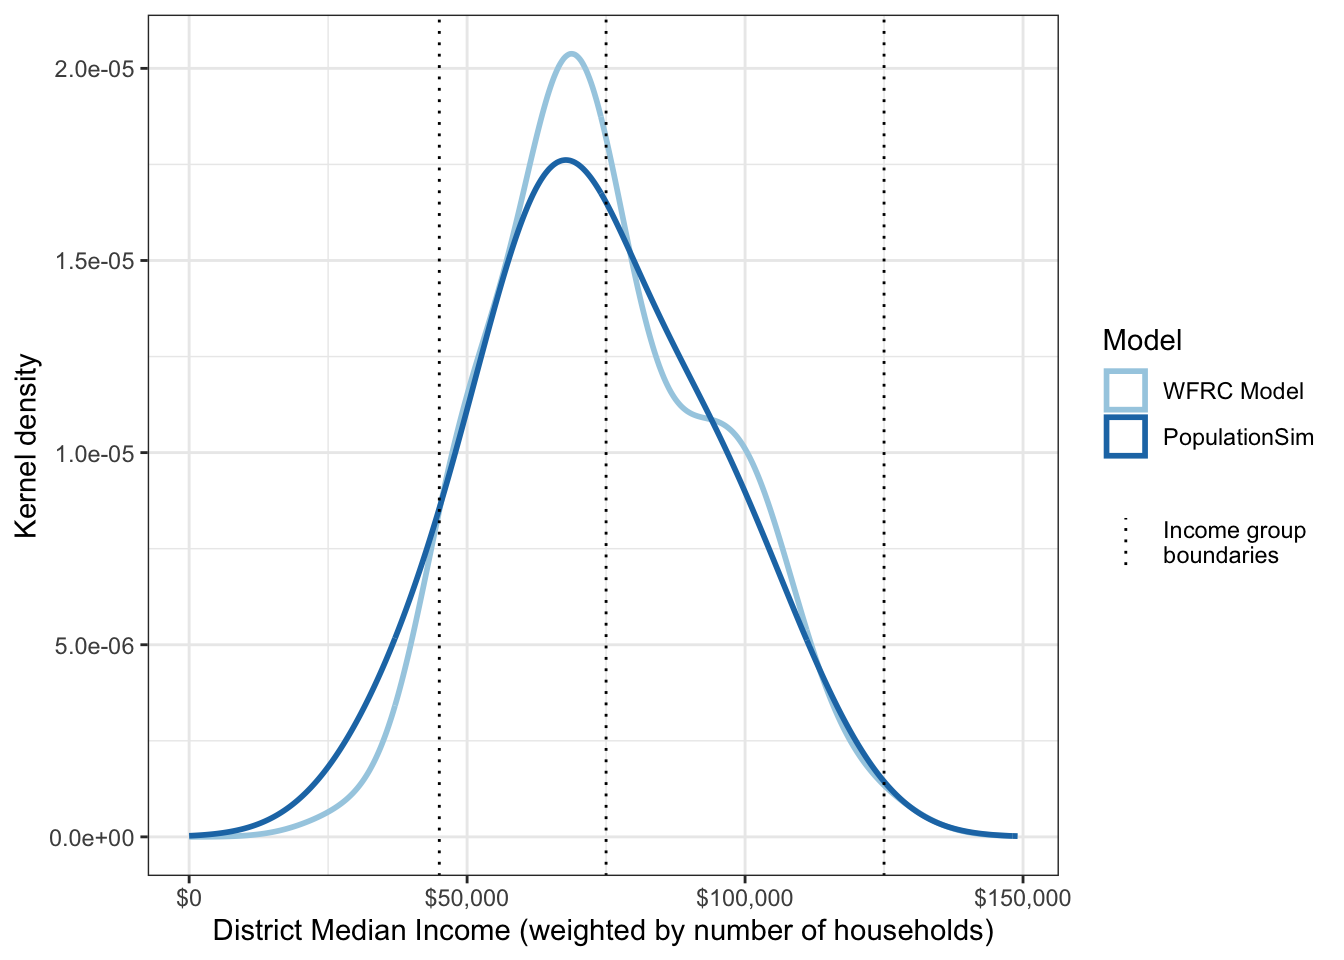 2.0e-05
1.5e-05
1.0e-05
5.0e-06
0.0e+00
Kernel density
$0
$50,000
$100,000
$150,000
District Median Income (weighted by number of households)
Model
WFRC Model
PopulationSim
Income group
boundaries